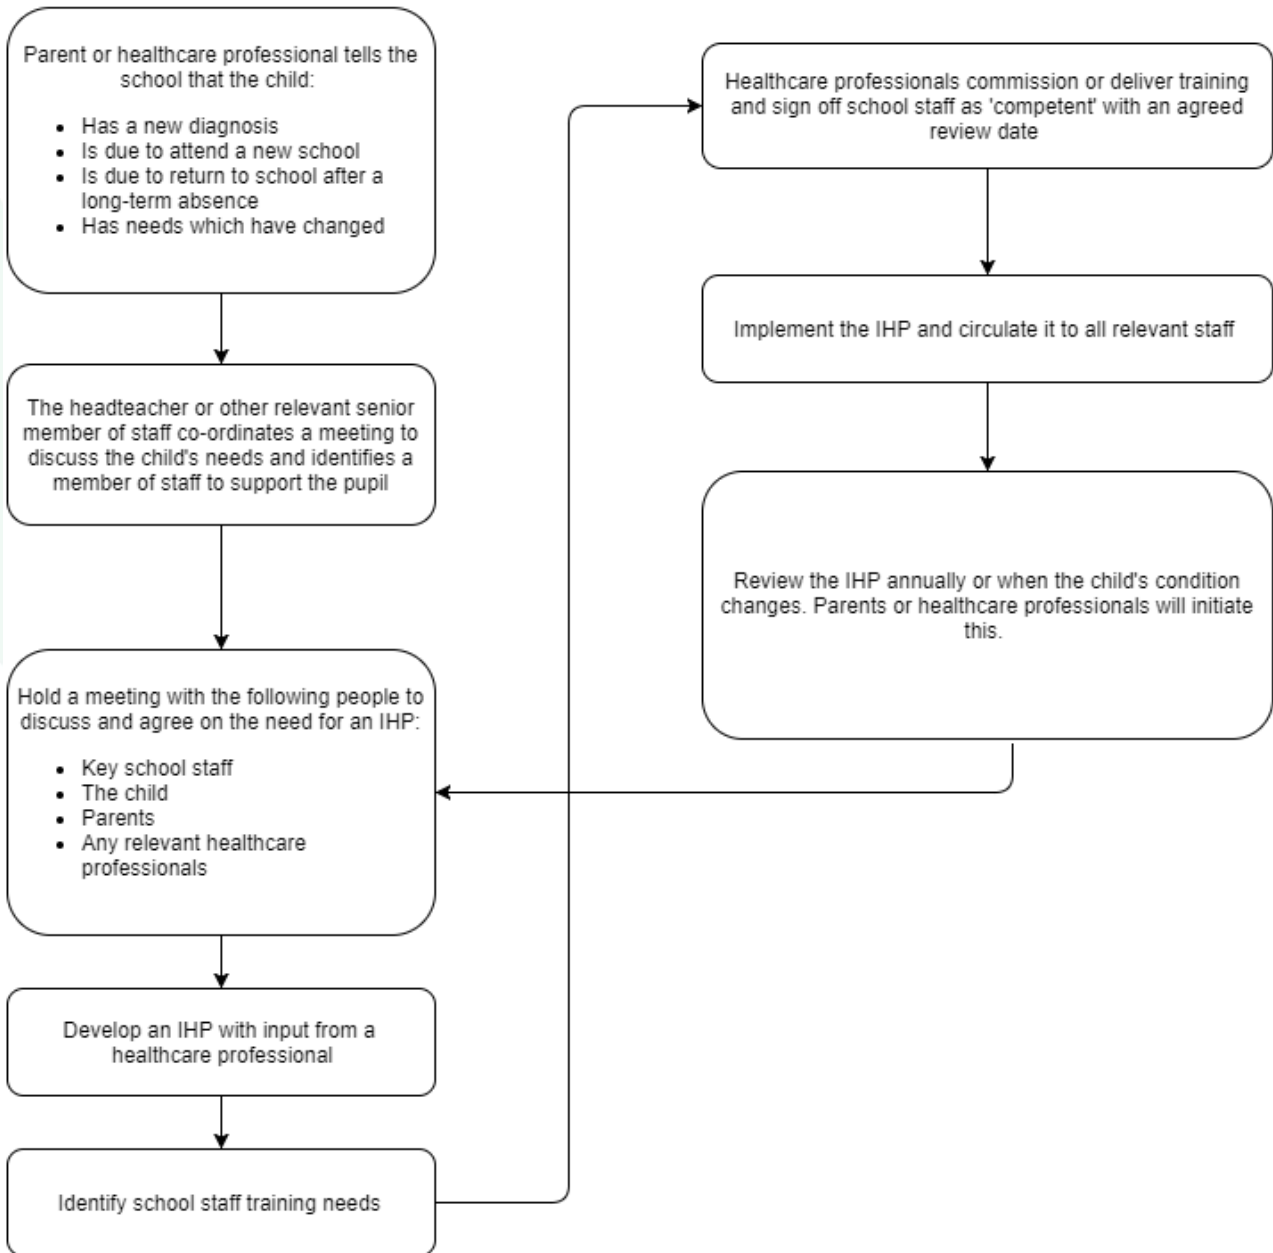 Parent or healthcare professional tells the
school that the child:
• Has a new diagnosis
• Is due to attend a new school
• Is due to return to school after a
long-term absence
• Has needs which have changed
The headteacher or other relevant senior
member of staff co-ordinates a meeting to
discuss the child's needs and identifies a
member of staff to support the pupil
Hold a meeting with the following people to
discuss and agree on the need for an IHP:
• Key school staff
• The child
• Parents
• Any relevant healthcare
professionals
Develop an IHP with input from a
healthcare professional
Identify school staff training needs
Healthcare professionals commission or deliver training
and sign off school staff as 'competent' with an agreed
review date
Implement the IHP and circulate it to all relevant staff
Review the IHP annually or when the child's condition
changes. Parents or healthcare professionals will initiate
this.